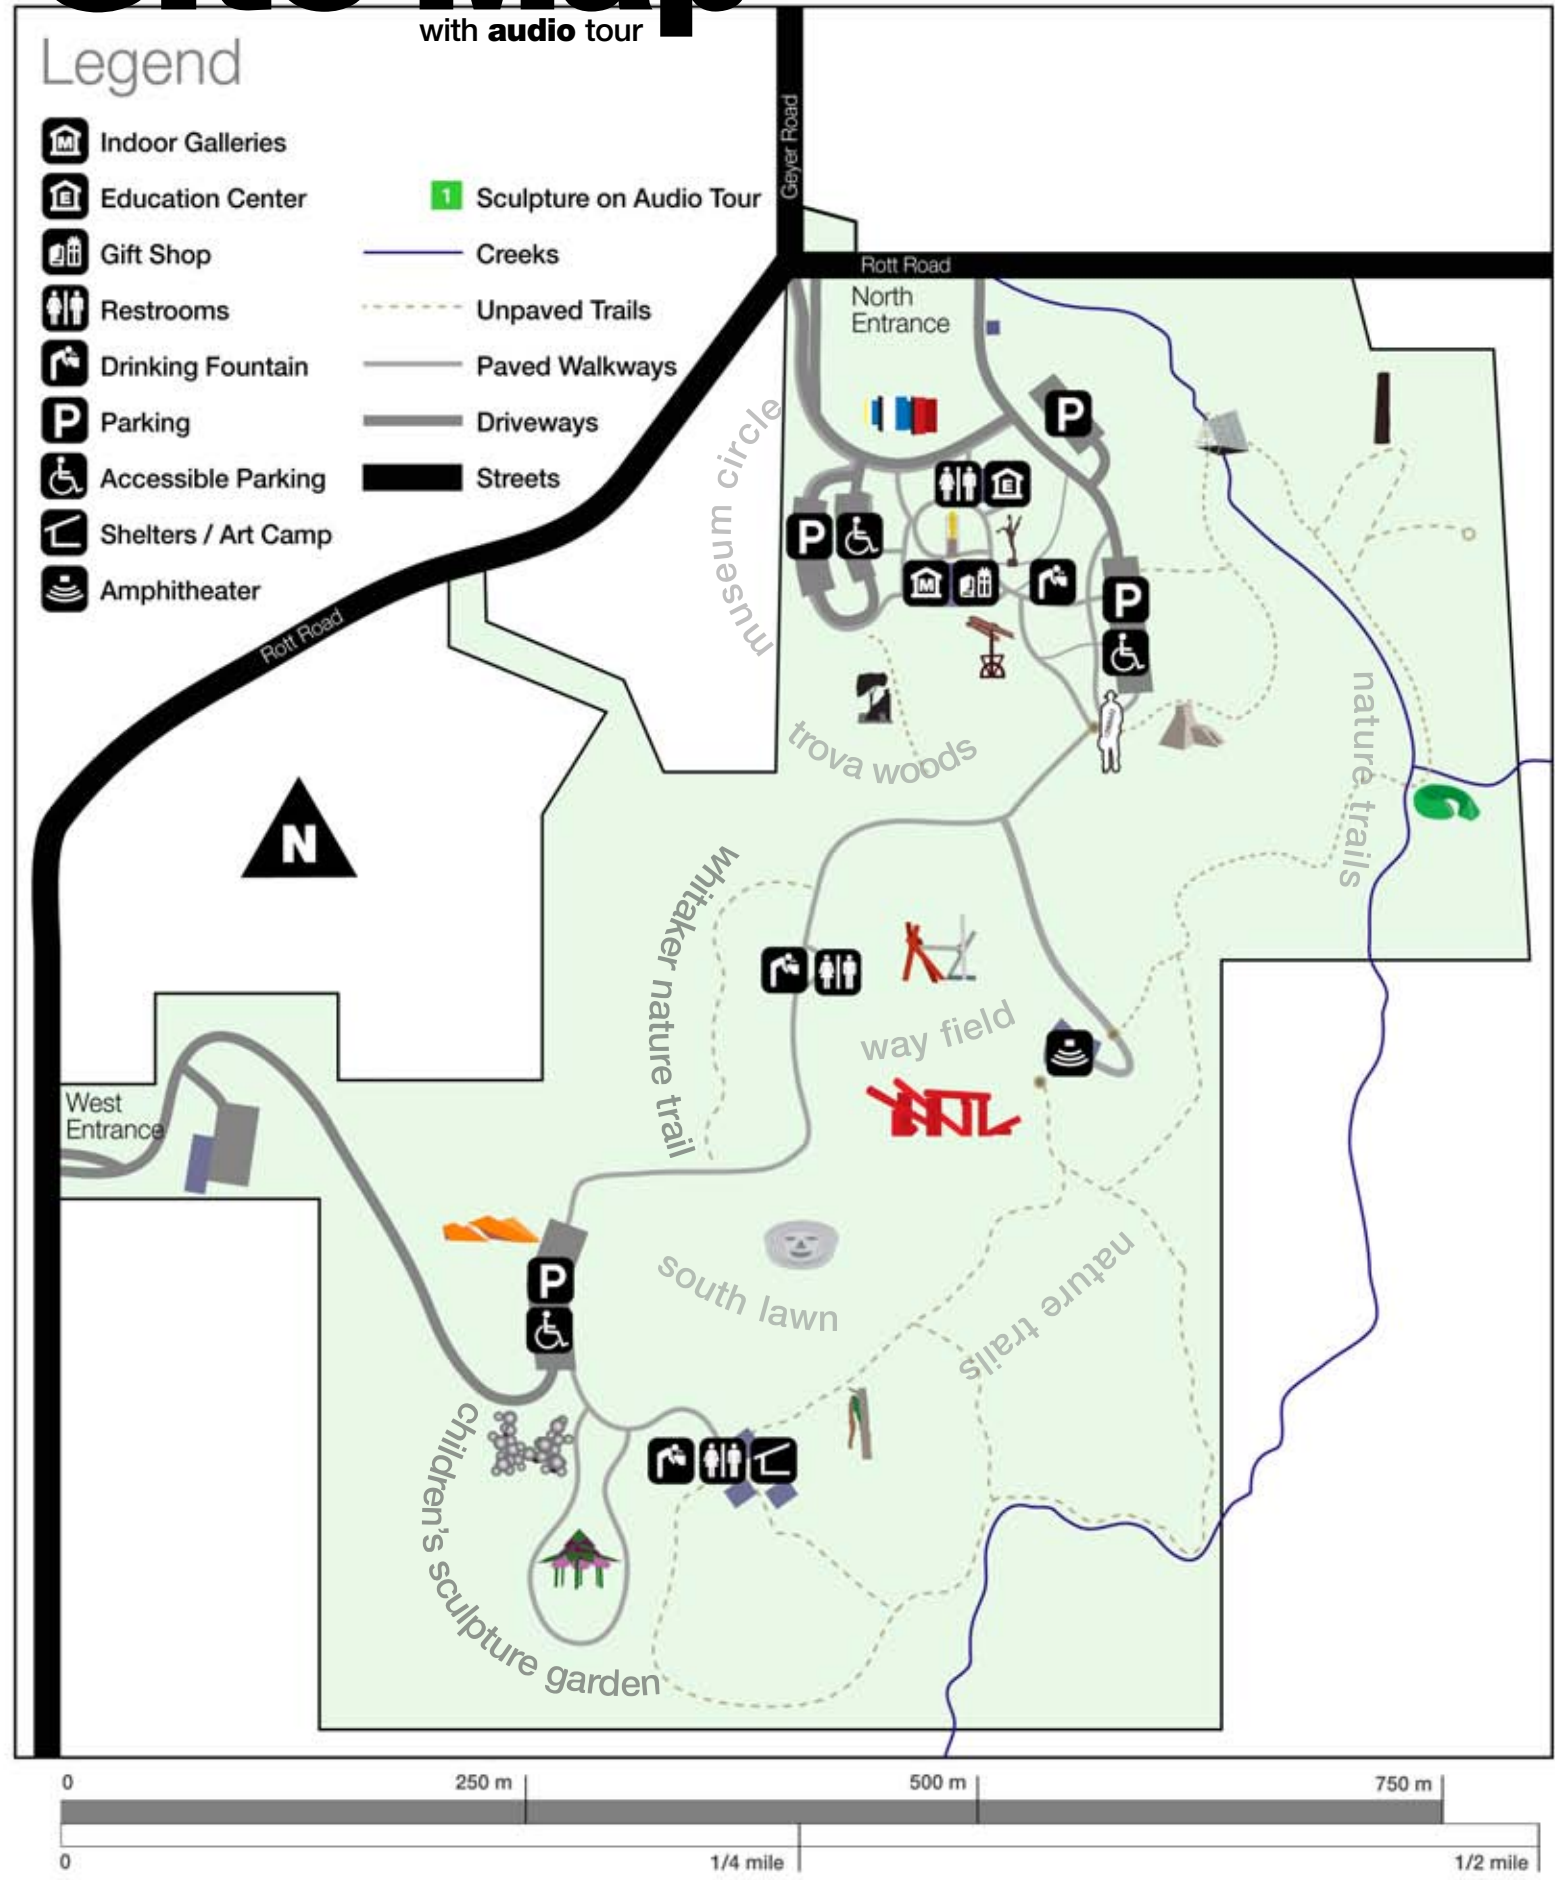 Site Map
with audio tour
Legend
Indoor Galleries
Education Center
Gift Shop
Restrooms
Drinking Fountain
P
Parking
Accessible Parking
Shelters / Art Camp
Amphitheater
1
Sculpture on Audio Tour
Creeks
Unpaved Trails
Paved Walkways
Driveways
Streets
M
E
Geyer Road
Rott Road
North
Entrance
P
museum circle
E
P
M
P
Rott Road
trova woods
nature trails
N
whitaker nature trail
way field
West
Entrance
south lawn
nature trails
P
children's sculpture garden
0
250 m
500 m
750 m
0
1/4 mile
1/2 mile